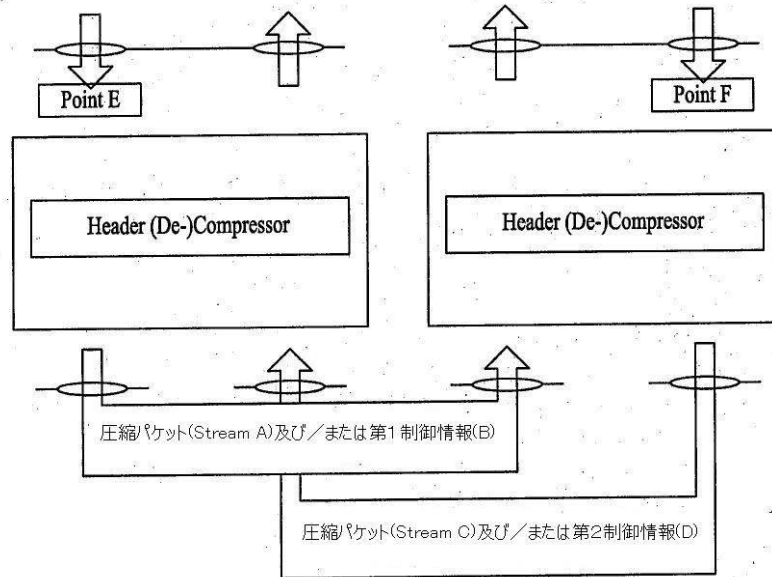 Point E
Point F
Header (De-)Compressor
Header (De-)Compressor
圧縮パケット(Stream A)及び／または第1制御情報(B)
圧縮パケット(Stream C)及び／または第2制御情報(D)